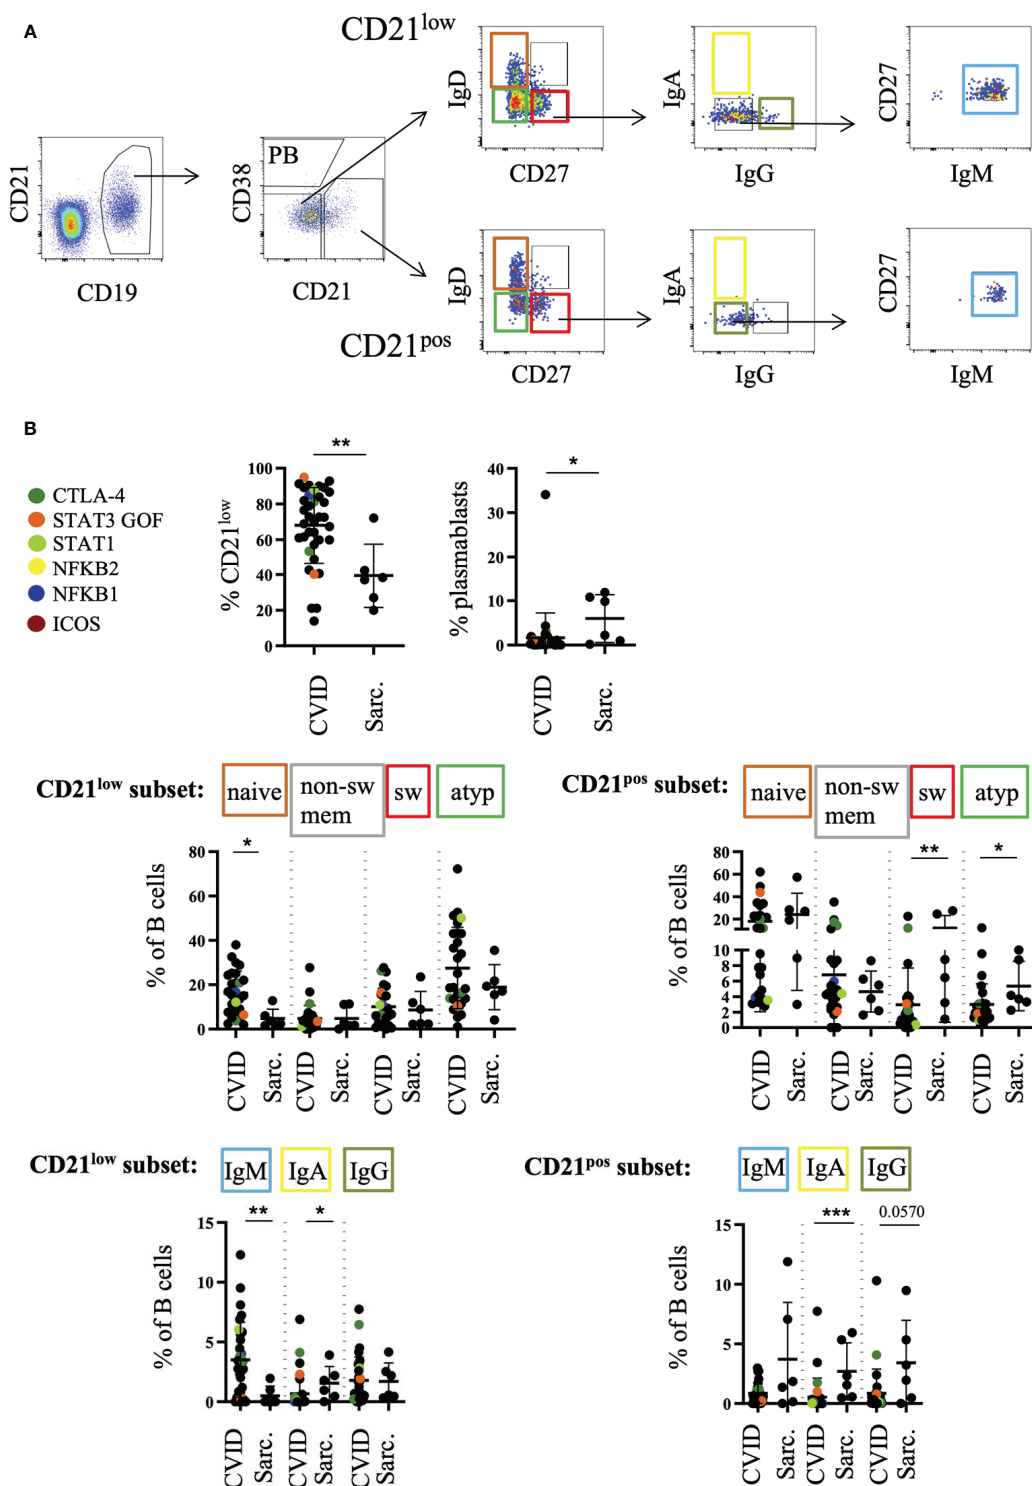 A
CD21low
CD21
CD19
PB
CD38
CD21
IgD
CD27
IgA
IgG
CD27
IgM
IgD
CD27
IgA
IgG
CD27
IgM
CD21pos
B
CTLA-4
STAT3 GOF
STAT1
NFKB2
NFKB1
ICOS
% CD21low
100
80
60
40
20
0
**
CVID
Sarc.
% plasmablasts
40
30
20
10
0
*
CVID
Sarc.
CD21low subset:
naive
non-sw
mem
sw
atyp
% of B cells
80
60
40
20
0
*
CVID
Sarc.
CVID
Sarc.
CVID
Sarc.
CVID
Sarc.
CD21pos subset:
naive
non-sw
mem
sw
atyp
% of B cells
80
60
40
20
10
8
6
4
2
0
**
*
CVID
Sarc.
CVID
Sarc.
CVID
Sarc.
CVID
Sarc.
CD21low subset:
IgM
IgA
IgG
% of B cells
15
10
5
0
**
*
CVID
Sarc.
CVID
Sarc.
CVID
Sarc.
CD21pos subset:
IgM
IgA
IgG
% of B cells
15
10
5
0
***
0.0570
CVID
Sarc.
CVID
Sarc.
CVID
Sarc.